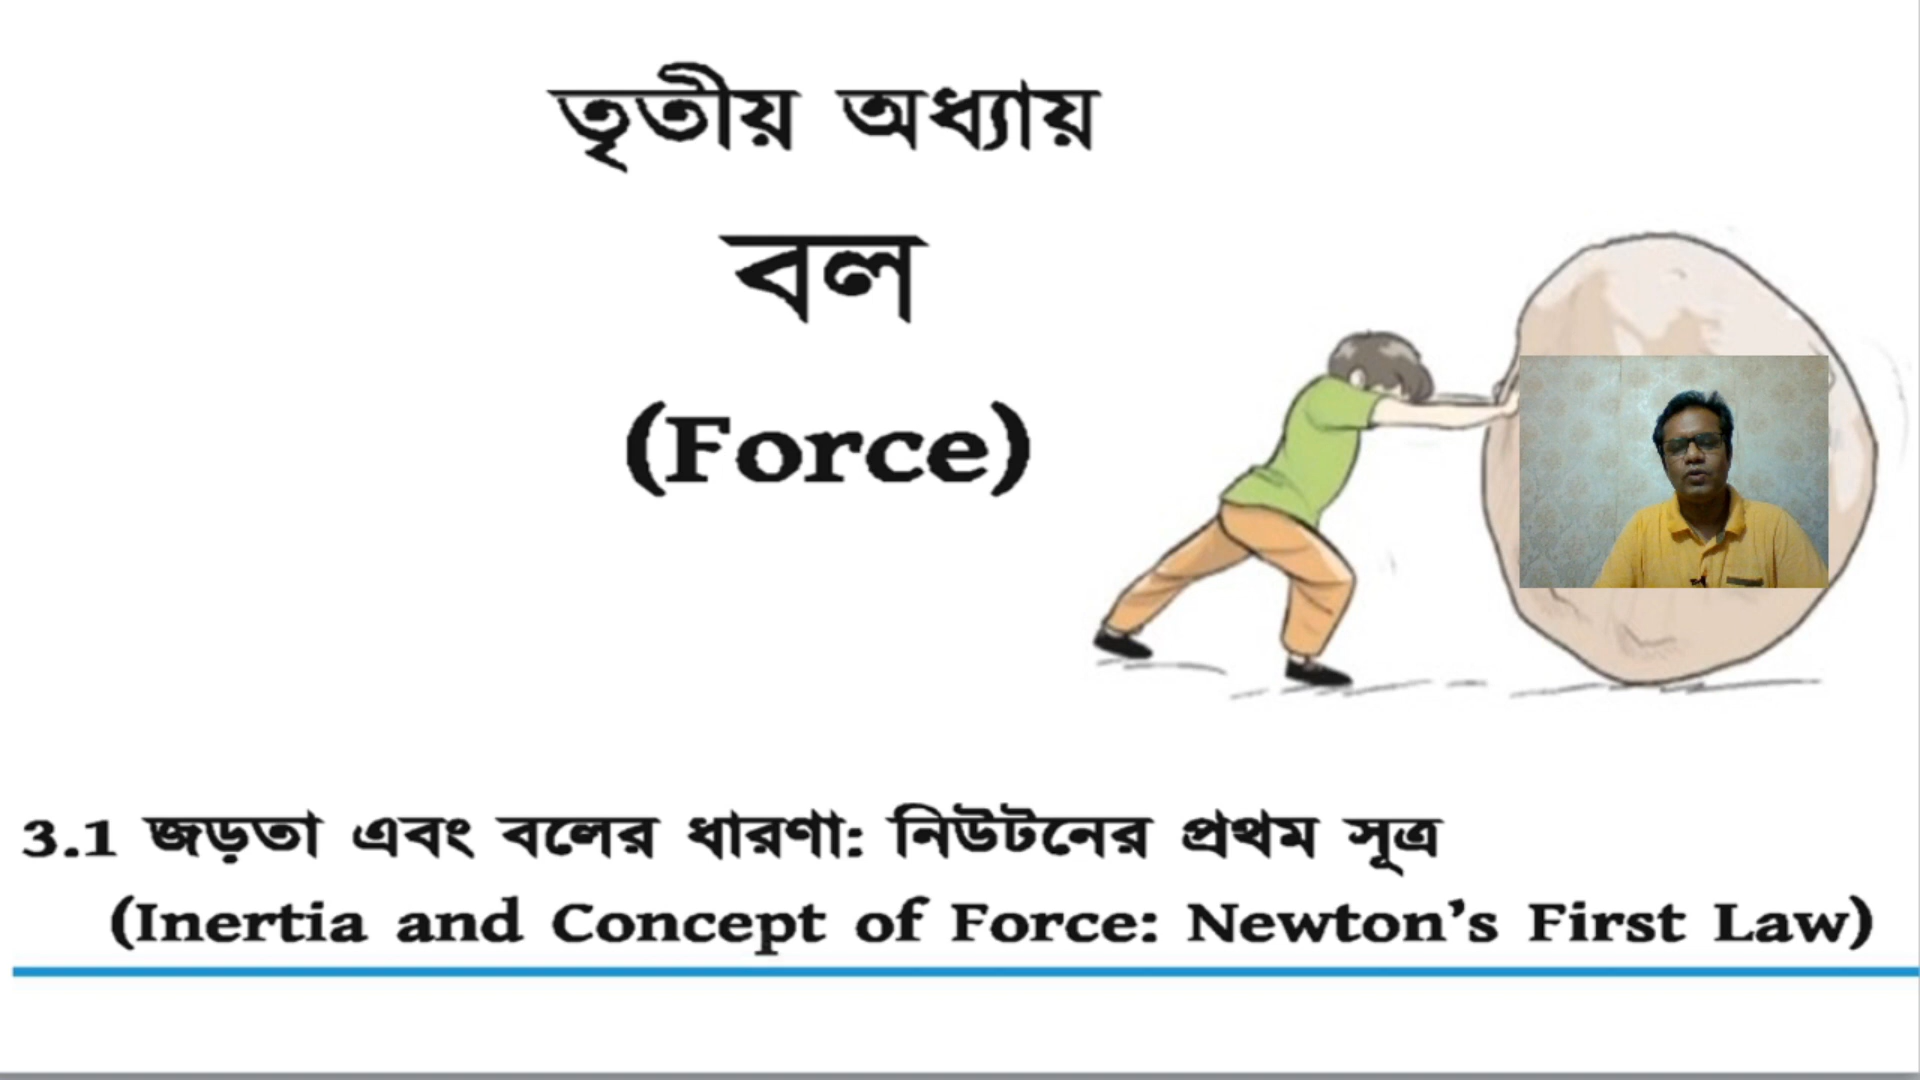 তৃতীয় অধ্যায়
বল
(Force)
3.1 জড়তা এবং বলের ধারণা: নিউটনের প্রথম সূত্র
(Inertia and Concept of Force: Newton’s First Law)